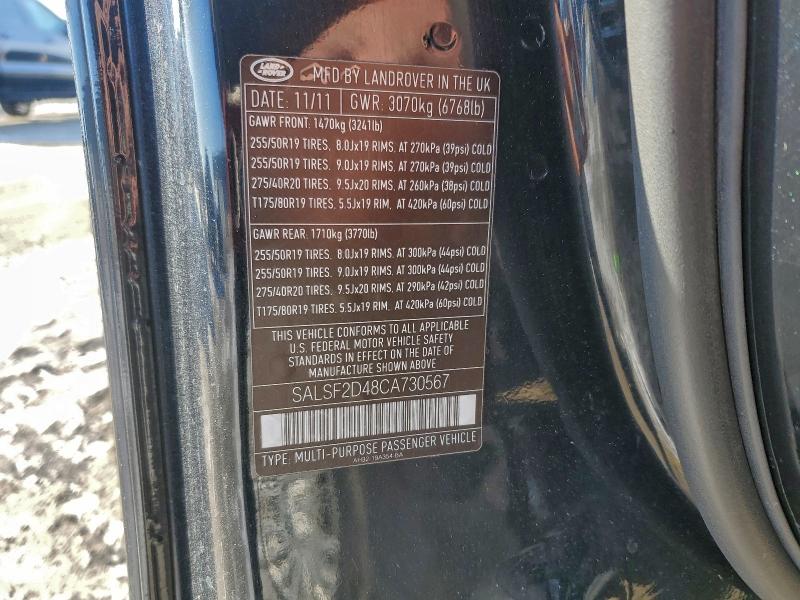 LAND ROVER
MFD BY LANDROVER IN THE UK
DATE: 11/11 GWR: 3070kg (6768lb)
GAWR FRONT: 1470kg (3241lb)
255/50R19 TIRES. 8.0Jx19 RIMS. AT 270kPa (39psi) COLD
255/50R19 TIRES. 9.0Jx19 RIMS. AT 270kPa (39psi) COLD
275/40R20 TIRES. 9.5Jx20 RIMS. AT 260kPa (38psi) COLD
T175/80R19 TIRES. 5.5Jx19 RIM. AT 420kPa (60psi) COLD
GAWR REAR: 1710kg (3770lb)
255/50R19 TIRES. 8.0Jx19 RIMS. AT 300kPa (44psi) COLD
255/50R19 TIRES. 9.0Jx19 RIMS. AT 300kPa (44psi) COLD
275/40R20 TIRES. 9.5Jx20 RIMS. AT 290kPa (42psi) COLD
T175/80R19 TIRES. 5.5Jx19 RIM. AT 420kPa (60psi) COLD
THIS VEHICLE CONFORMS TO ALL APPLICABLE
U.S. FEDERAL MOTOR VEHICLE SAFETY
STANDARDS IN EFFECT ON THE DATE OF
MANUFACTURE SHOWN ABOVE
SALSF2D48CA730567
TYPE: MULTI-PURPOSE PASSENGER VEHICLE
AH32-19A364-BA